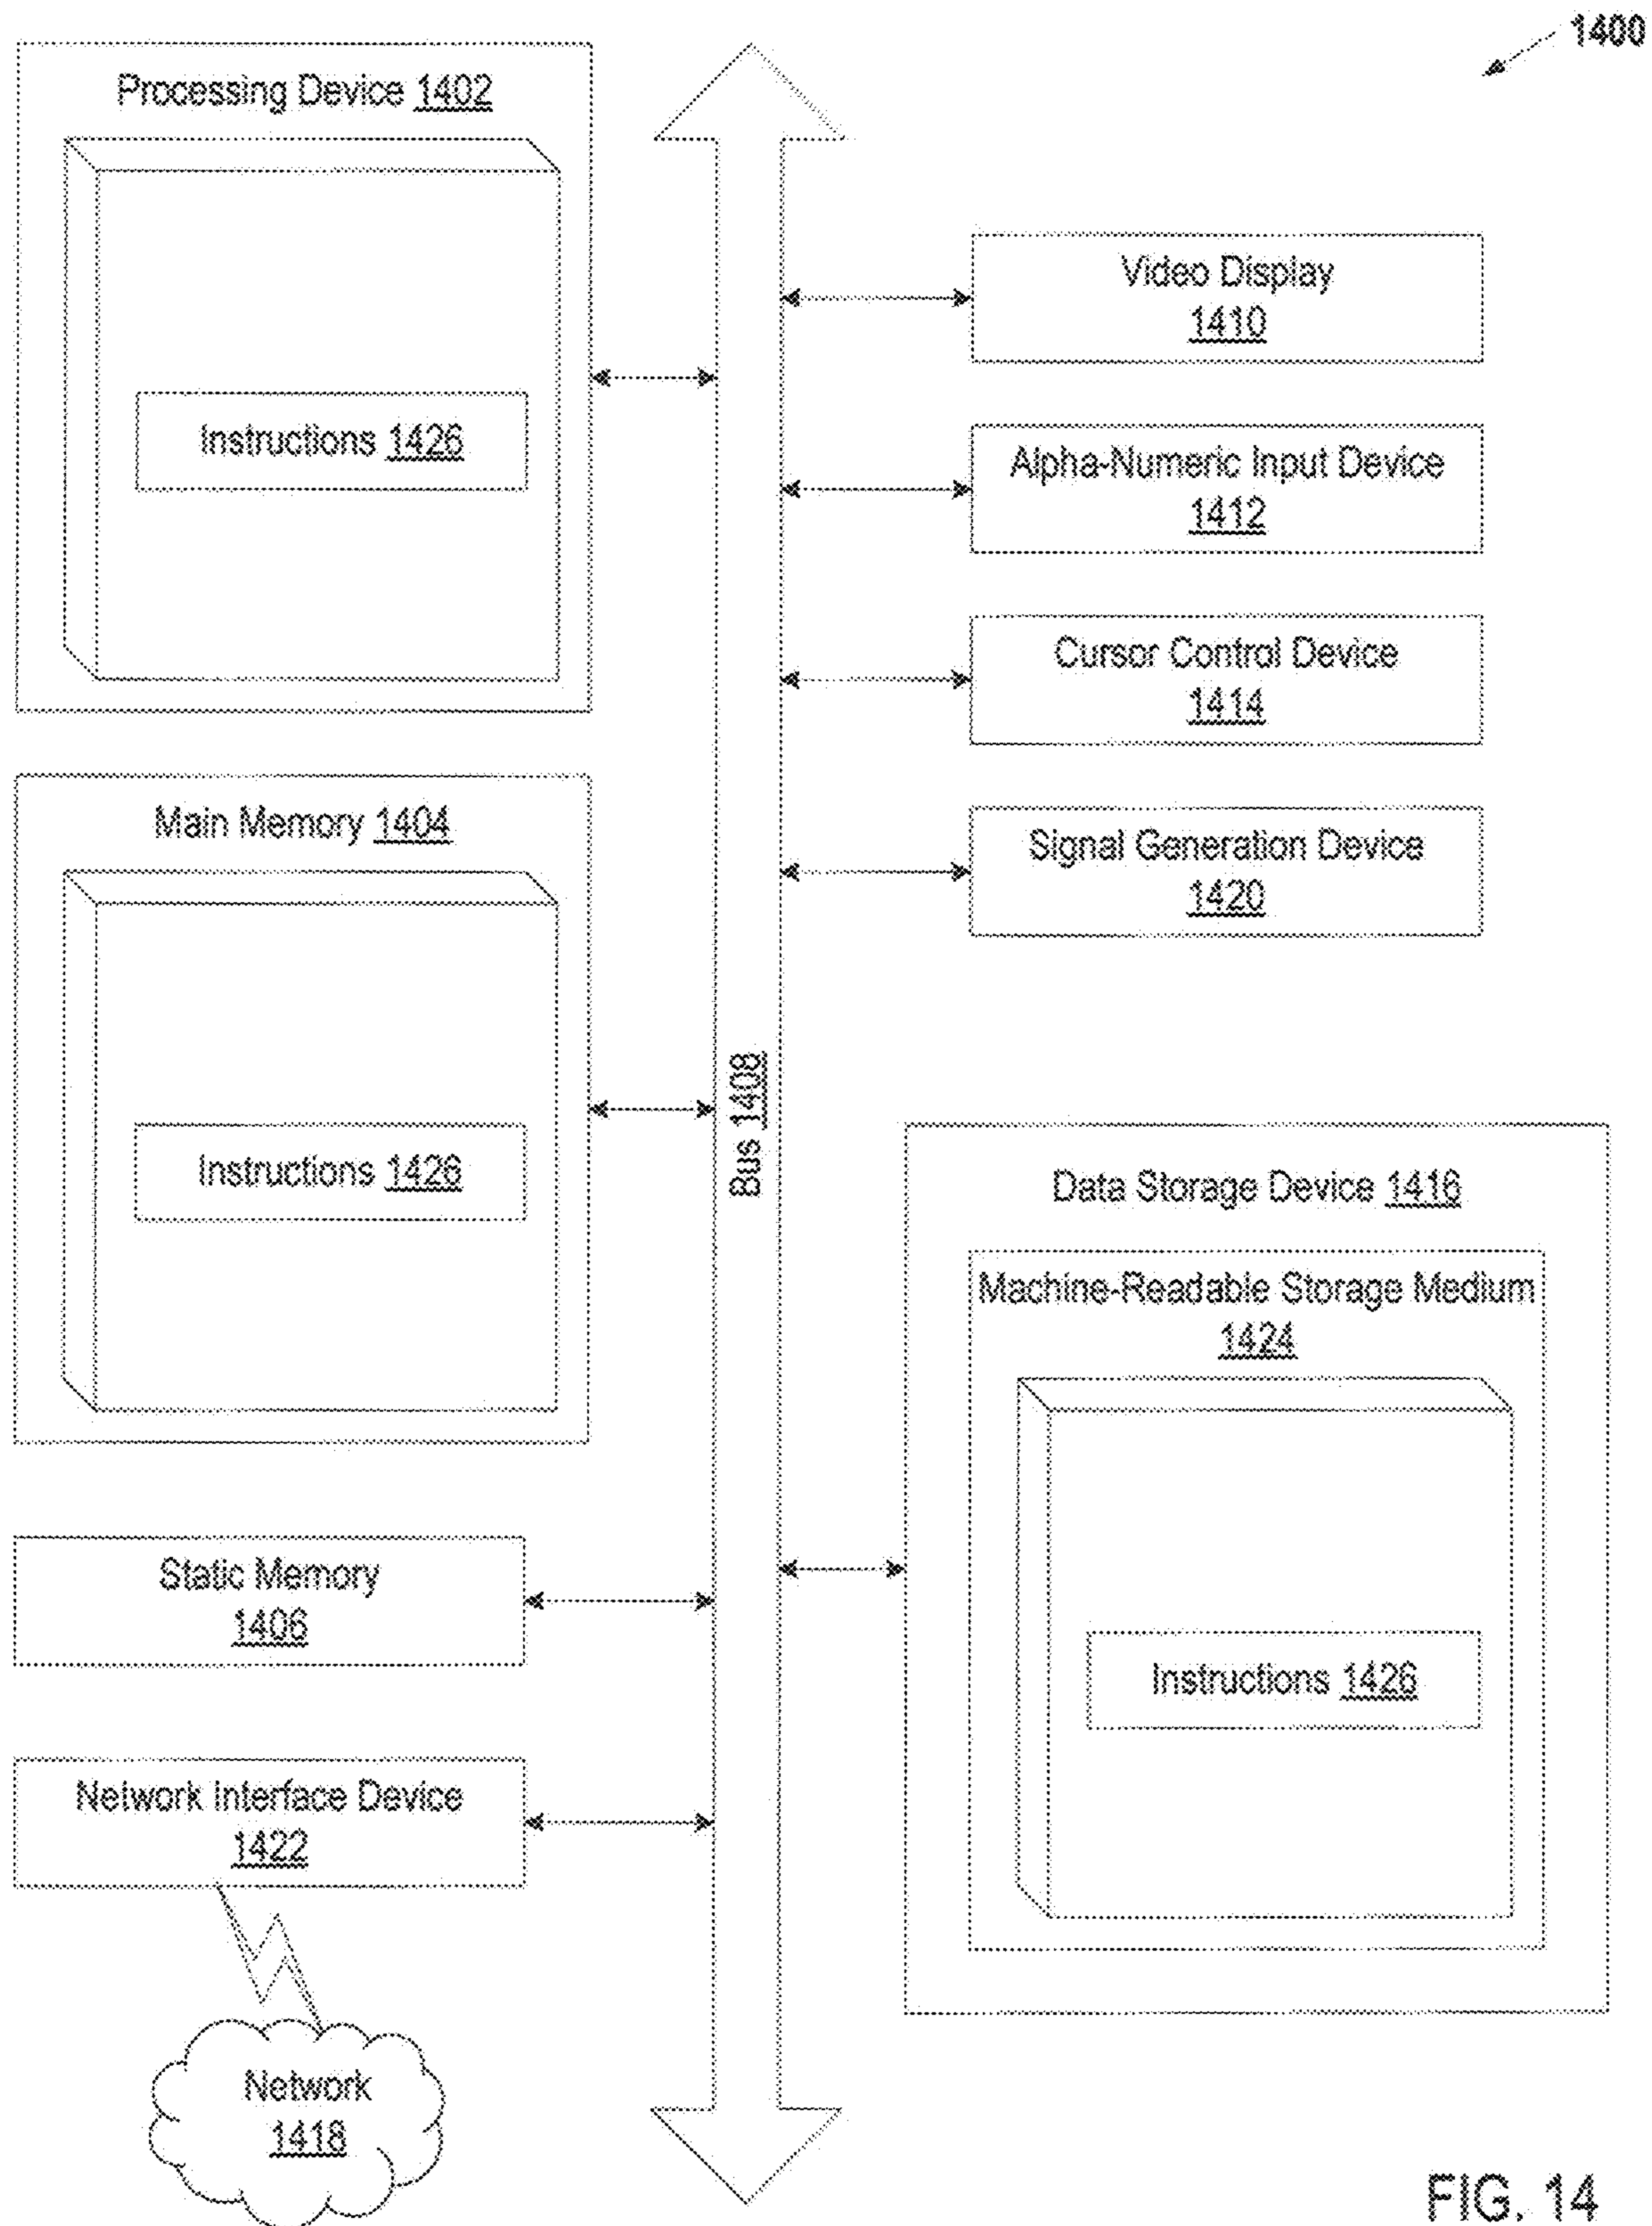 1400
Processing Device 1402
Instructions 1426
Main Memory 1404
Instructions 1426
Static Memory
1406
Network Interface Device
1422
Network
1418
Bus 1408
Video Display
1410
Alpha-Numeric Input Device
1412
Cursor Control Device
1414
Signal Generation Device
1420
Data Storage Device 1416
Machine-Readable Storage Medium
1424
Instructions 1426
FIG. 14